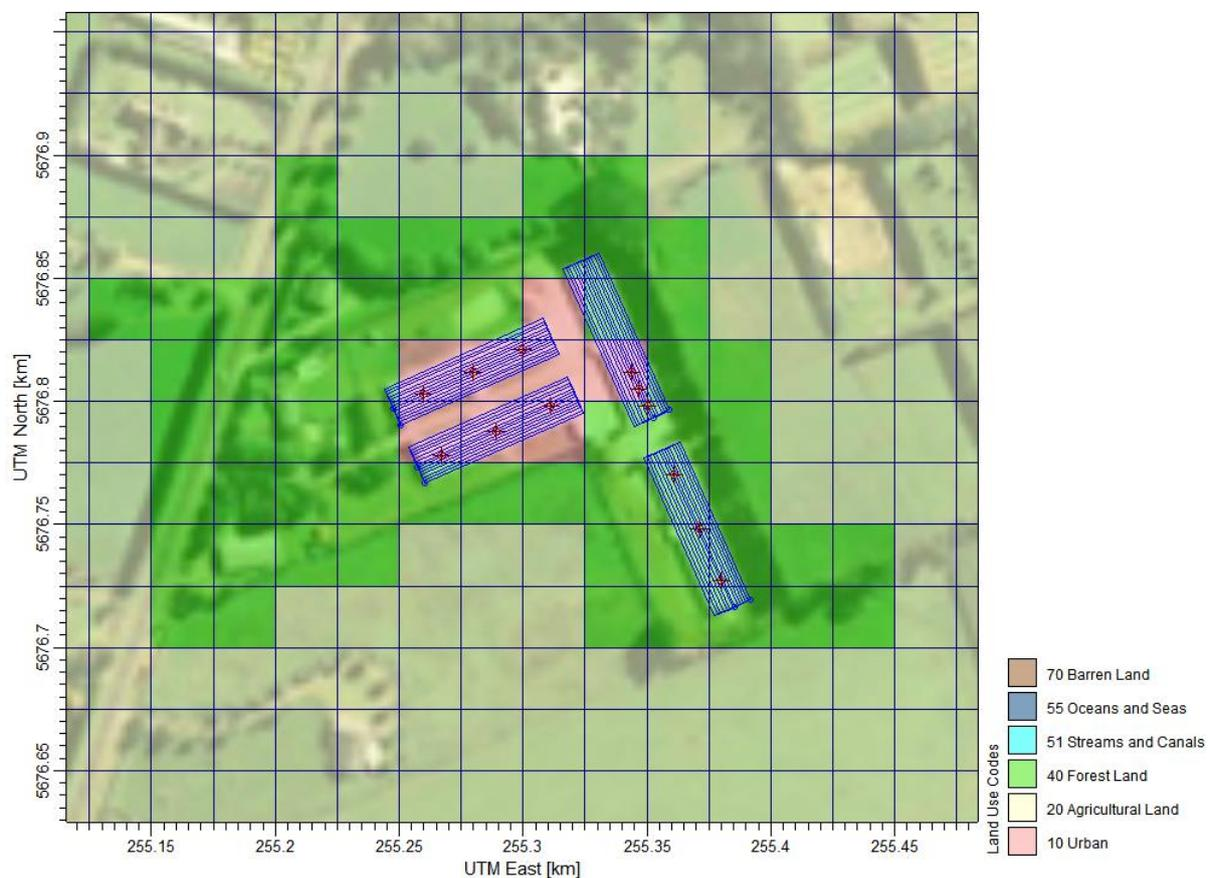 5676.9
5676.85
5676.8
5676.75
5676.7
5676.65
UTM North [km]
255.15 255.2 255.25 255.3 255.35 255.4 255.45
UTM East [km]
Land Use Codes
70 Barren Land
55 Oceans and Seas
51 Streams and Canals
40 Forest Land
20 Agricultural Land
10 Urban